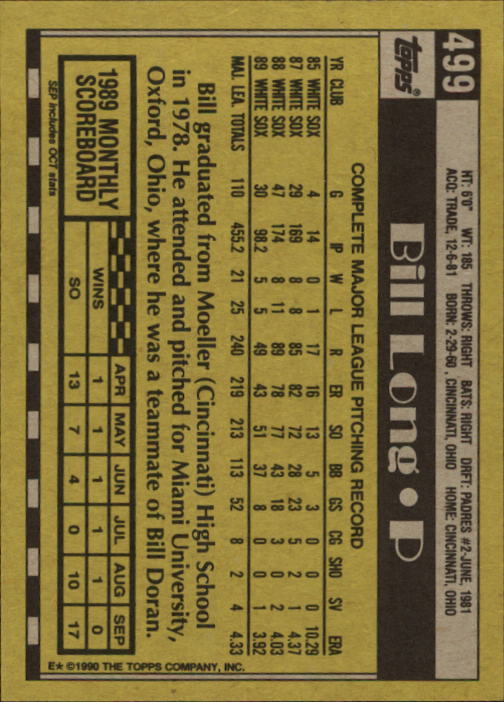 499
HT: 6'0" WT: 185 THROWS: RIGHT BATS: RIGHT DRFT: PADRES #2-JUNE, 1981
ACQ: TRADE, 12-6-81 BORN: 2-29-60, CINCINNATI, OHIO HOME: CINCINNATI, OHIO
topps®
Bill Long • P
COMPLETE MAJOR LEAGUE PITCHING RECORD
YR CLUB G IP W L R ER SO BB GS CG SHO SV ERA
85 WHITE SOX 4 14 0 1 17 16 13 5 3 0 0 0 10.29
87 WHITE SOX 29 169 8 8 85 82 72 28 23 5 2 1 4.37
88 WHITE SOX 47 174 8 11 89 78 77 43 18 3 0 2 4.03
89 WHITE SOX 30 98.2 5 5 49 43 51 37 8 0 0 1 3.92
MAJ. LEA. TOTALS 110 455.2 21 25 240 219 213 113 52 8 2 4 4.33
Bill graduated from Moeller (Cincinnati) High School
in 1978. He attended and pitched for Miami University,
Oxford, Ohio, where he was a teammate of Bill Doran.
1989 MONTHLY
SCOREBOARD
APR MAY JUN JUL AUG SEP
WINS 1 1 1 1 1 0
SO 13 7 4 0 10 17
SEP includes OCT stats
E★ ©1990 THE TOPPS COMPANY, INC.